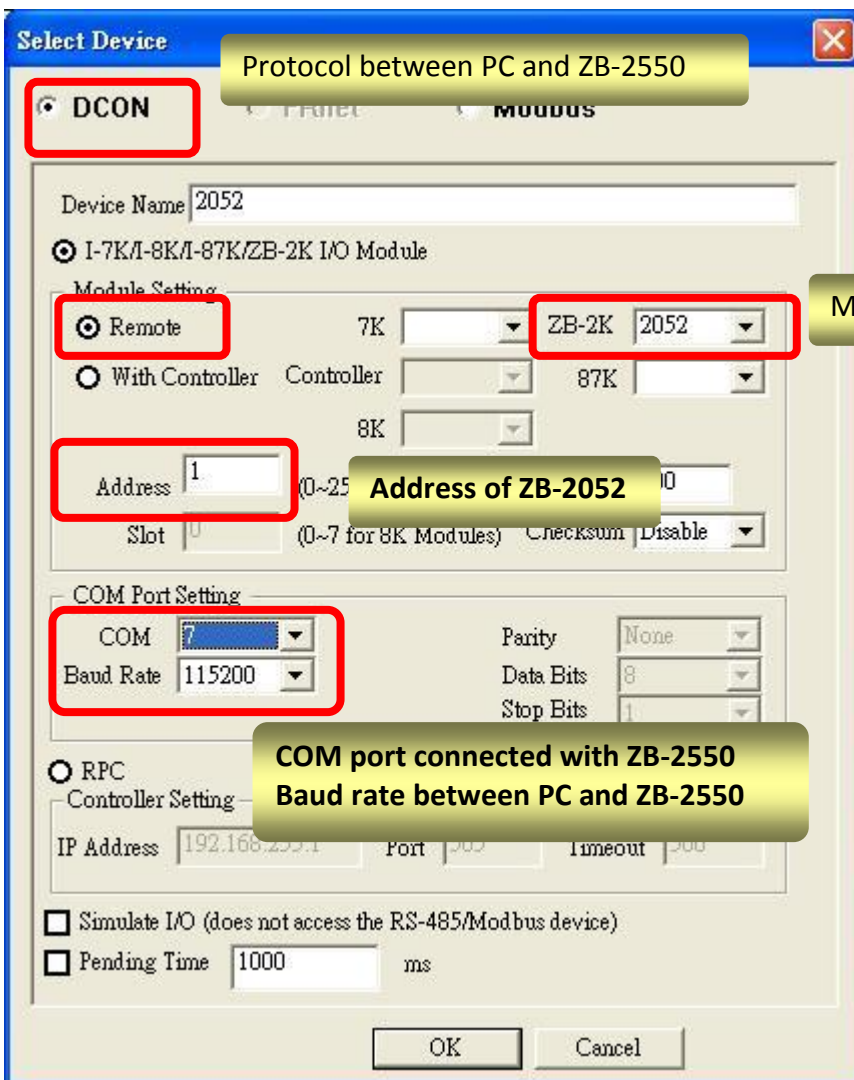 Select Device
Protocol between PC and ZB-2550
DCON
Device Name 2052
I-7K/I-8K/I-87K/ZB-2K I/O Module
Module Setting
Remote 7K ZB-2K 2052
M
With Controller Controller 87K
8K
Address 1 Address of ZB-2052
Slot 0 (0~7 for 8K Modules) Checksum Disable
COM Port Setting
COM 7 Parity None
Baud Rate 115200 Data Bits 8
Stop Bits 1
COM port connected with ZB-2550
Baud rate between PC and ZB-2550
RPC
Controller Setting
IP Address Port Timeout
Simulate I/O (does not access the RS-485/Modbus device)
Pending Time 1000 ms
OK Cancel